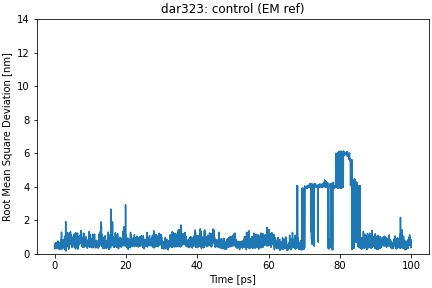 dar323: control (EM ref)
14
12
10
8
6
4
2
0
Root Mean Square Deviation [nm]
0 20 40 60 80 100
Time [ps]